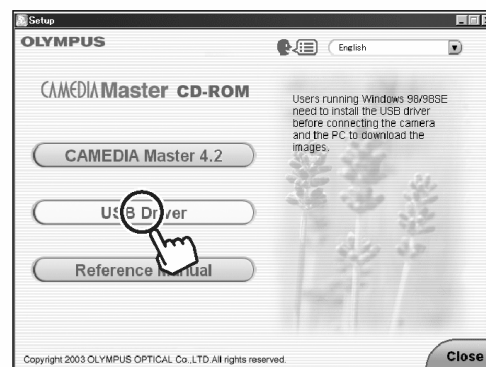 Setup
OLYMPUS
English
CAMEDIA Master CD-ROM
Users running Windows 98/98SE
need to install the USB driver
before connecting the camera
and the PC to download the
images.
CAMEDIA Master 4.2
USB Driver
Reference Manual
Copyright 2003 OLYMPUS OPTICAL Co.,LTD.All rights reserved.
Close